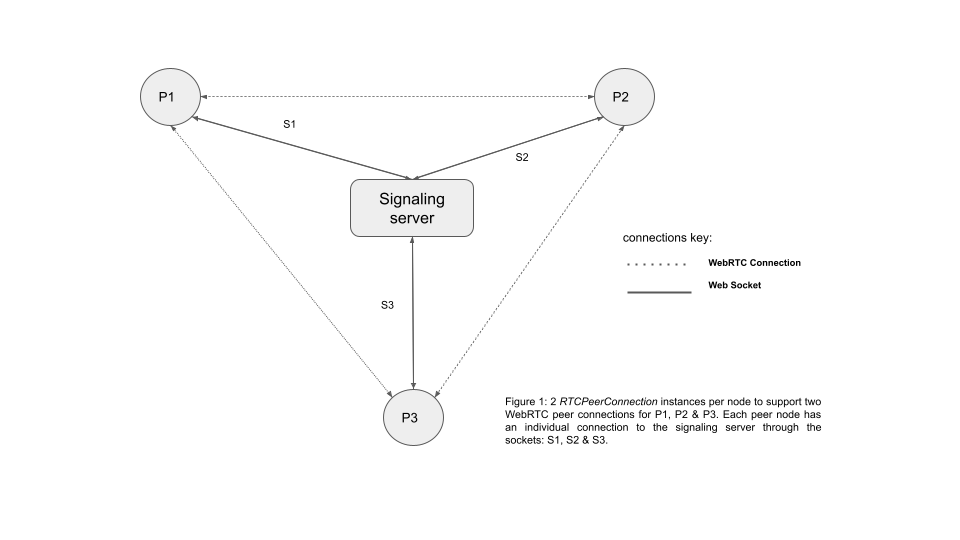 P1
P2
S1
S2
Signaling
server
connections key:
WebRTC Connection
Web Socket
S3
P3
Figure 1: 2 RTCPeerConnection instances per node to support two
WebRTC peer connections for P1, P2 & P3. Each peer node has
an individual connection to the signaling server through the
sockets: S1, S2 & S3.